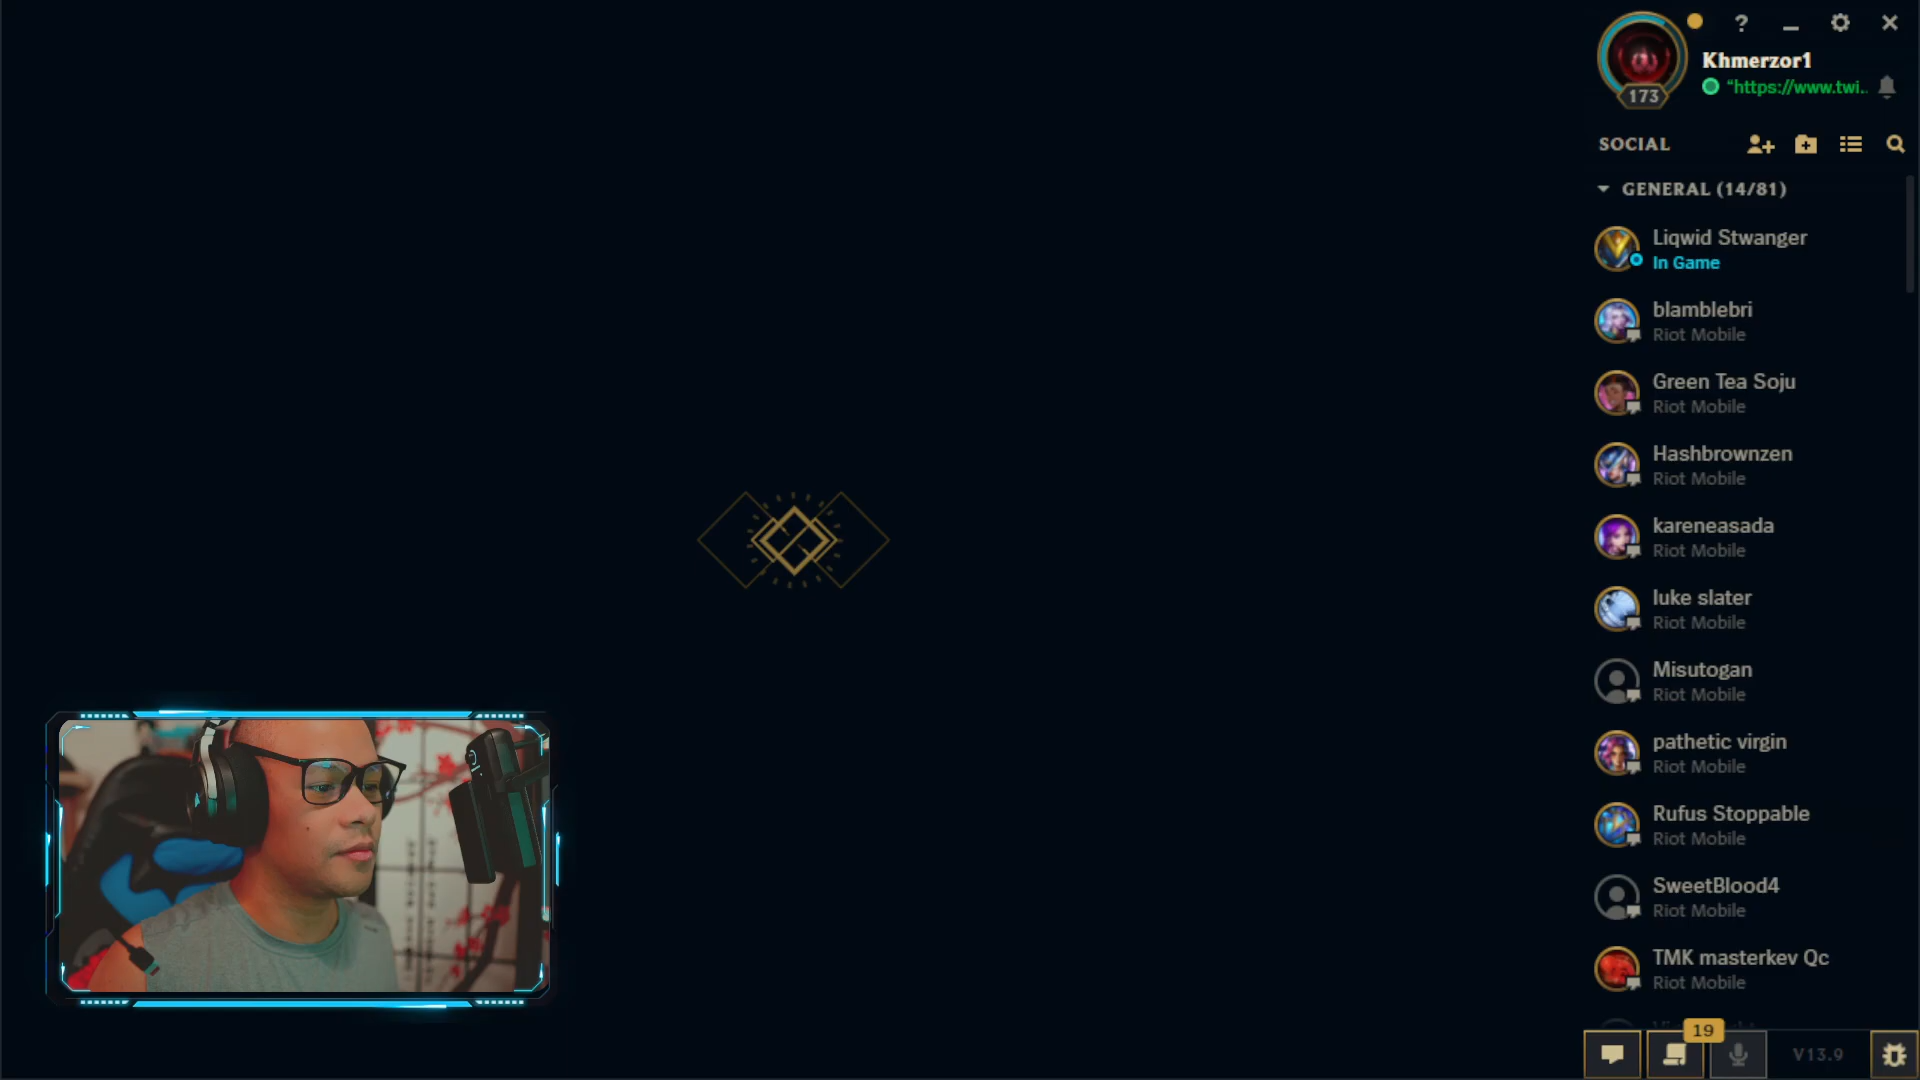 ?
Khmerzor1
173
"https://www.twi..
SOCIAL
GENERAL (14/81)
Liqwid Stwanger
In Game
blamblebri
Riot Mobile
Green Tea Soju
Riot Mobile
Hashbrownzen
Riot Mobile
kareneasada
Riot Mobile
luke slater
Riot Mobile
Misutogan
Riot Mobile
pathetic virgin
Riot Mobile
Rufus Stoppable
Riot Mobile
SweetBlood4
Riot Mobile
TMK masterkev Qc
Riot Mobile
19
V13.9